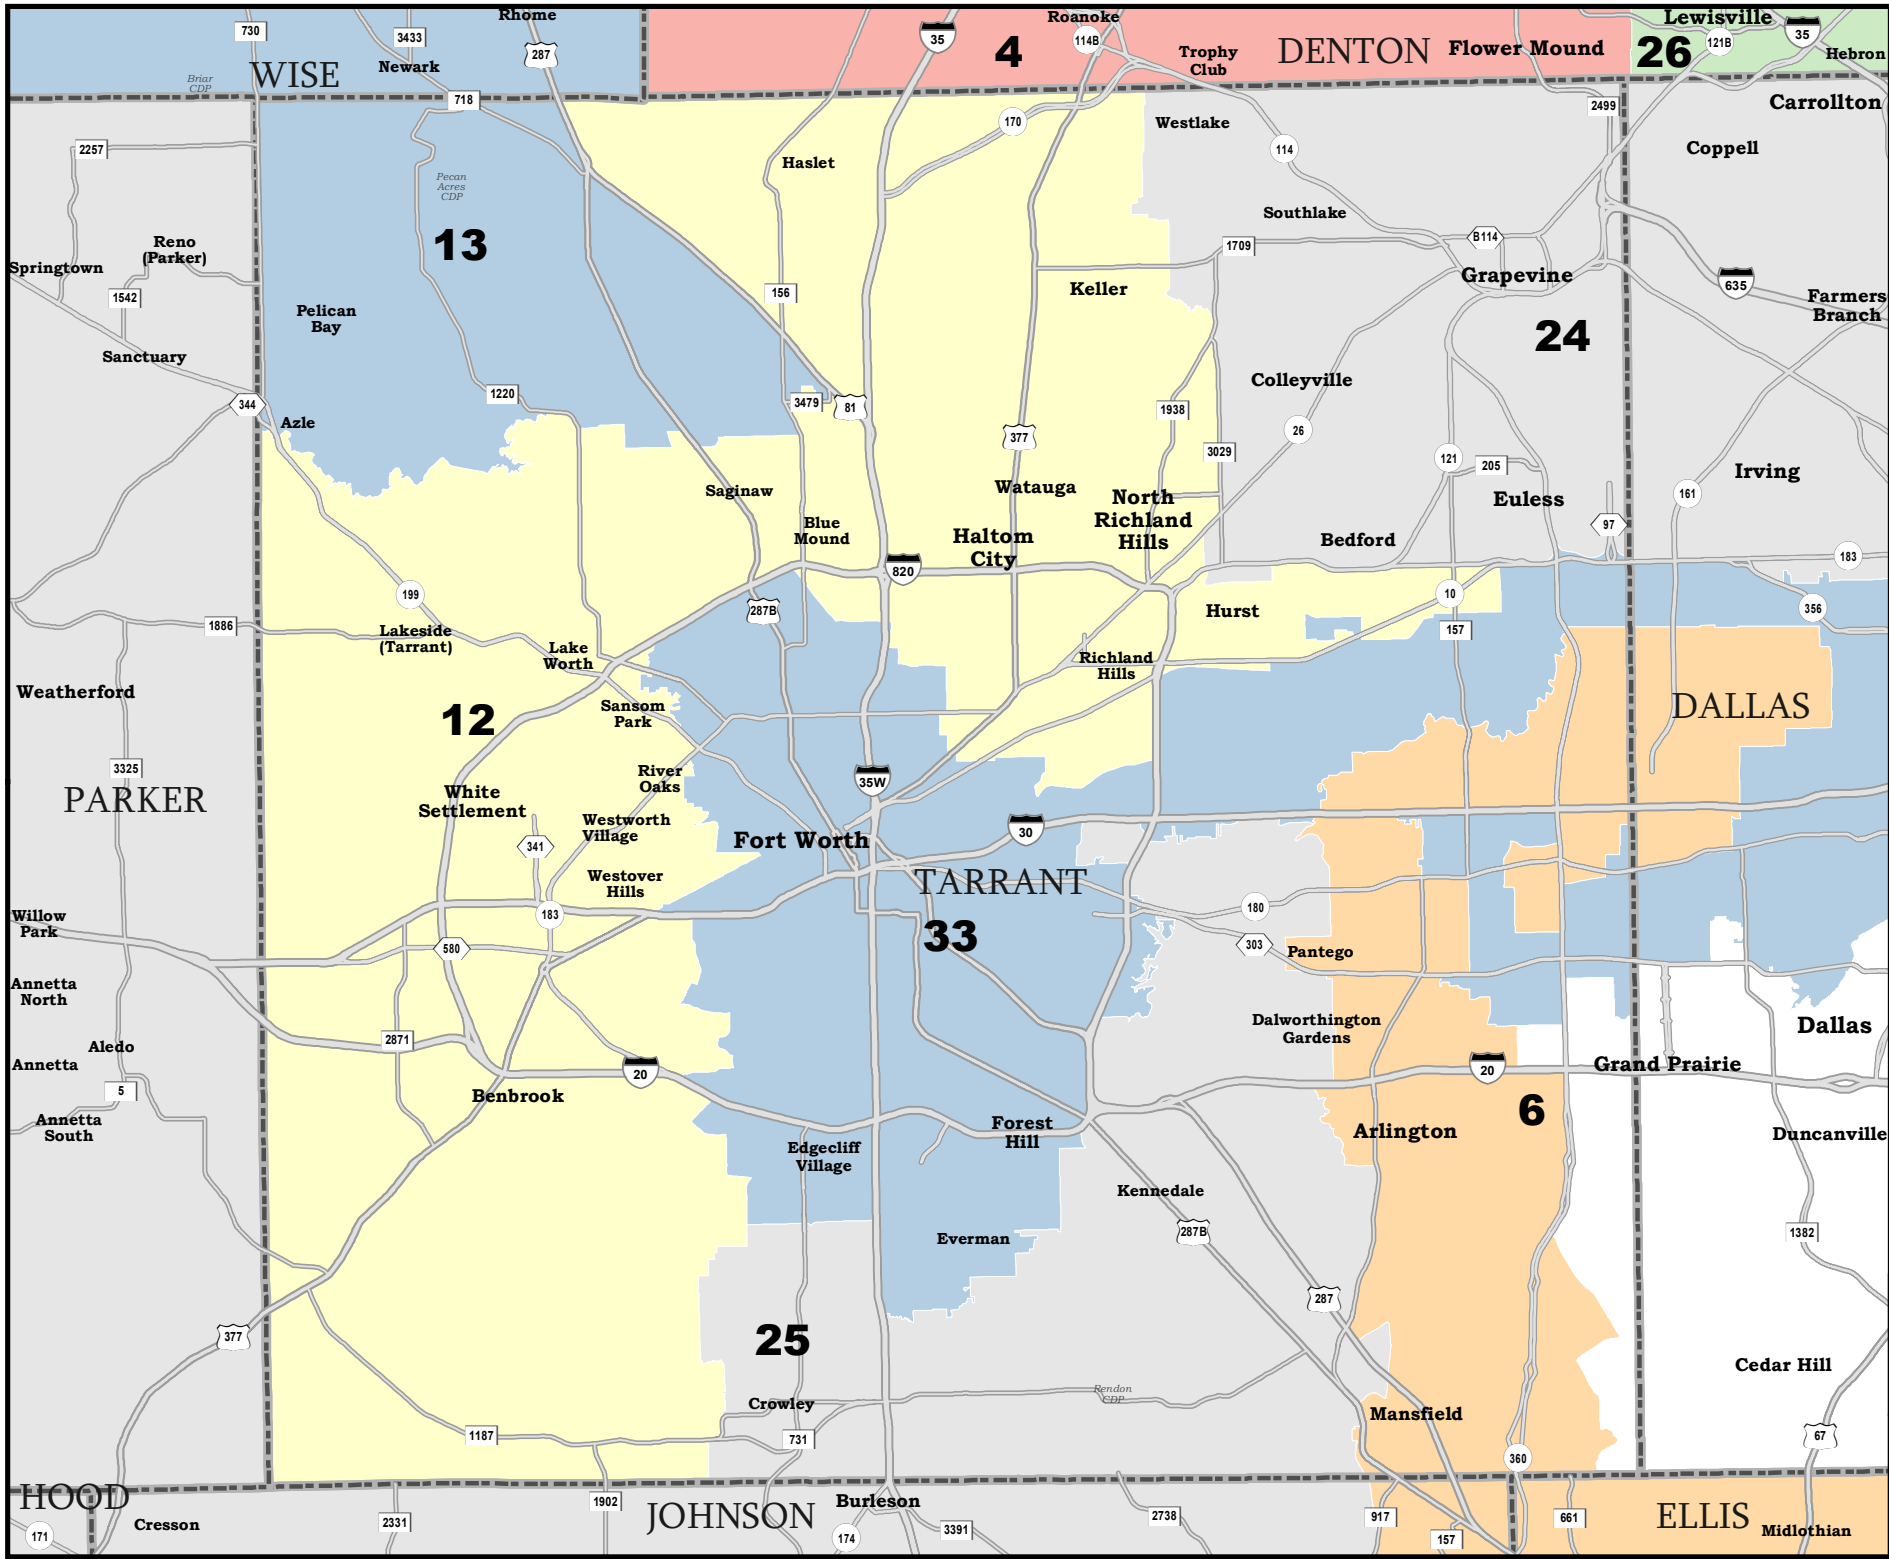 Rhome
Roanoke
Lewisville
730
3433
287
35
4
114B
Trophy
Club
DENTON
Flower Mound
26
121B
35
Hebron
WISE
Newark
Briar
CDP
718
2499
Carrollton
170
Westlake
114
Coppell
2257
Haslet
Pecan
Acres
CDP
Southlake
13
1709
B114
Reno
(Parker)
Springtown
Grapevine
635
1542
156
Keller
Farmers
Branch
Pelican
Bay
24
Sanctuary
Colleyville
344
1220
3479
81
1938
Azle
377
26
3029
121
205
Irving
Saginaw
Watauga
North
Richland
Hills
Euless
161
Blue
Mound
Haltom
City
97
Bedford
820
183
199
10
287B
Hurst
356
1886
157
Lakeside
(Tarrant)
Lake
Worth
Richland
Hills
Weatherford
12
Sansom
Park
DALLAS
3325
River
Oaks
35W
PARKER
White
Settlement
Westworth
Village
30
341
Fort Worth
Westover
Hills
TARRANT
183
180
Willow
Park
33
580
303
Pantego
Annetta
North
Dalworthington
Gardens
Dallas
2871
Aledo
Annetta
20
20
Grand Prairie
5
Benbrook
6
Annetta
South
Forest
Hill
Arlington
Duncanville
Edgecliff
Village
Kennedale
287B
1382
Everman
287
377
25
Cedar Hill
Rendon
CDP
Crowley
Mansfield
1187
731
67
360
HOOD
1902
JOHNSON
Burleson
2738
917
661
ELLIS
171
Cresson
2331
174
3391
157
Midlothian